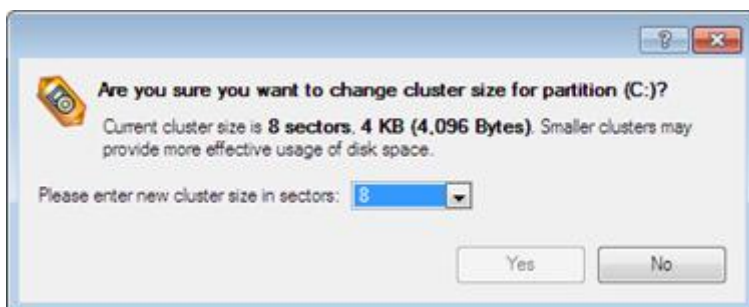 Are you sure you want to change cluster size for partition (C:)?
Current cluster size is 8 sectors, 4 KB (4,096 Bytes). Smaller clusters may
provide more effective usage of disk space.
Please enter new cluster size in sectors: 8
Yes No